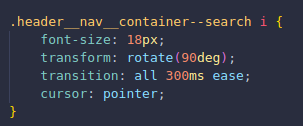 .header__nav__container--search i {
    font-size: 18px;
    transform: rotate(90deg);
    transition: all 300ms ease;
    cursor: pointer;
}